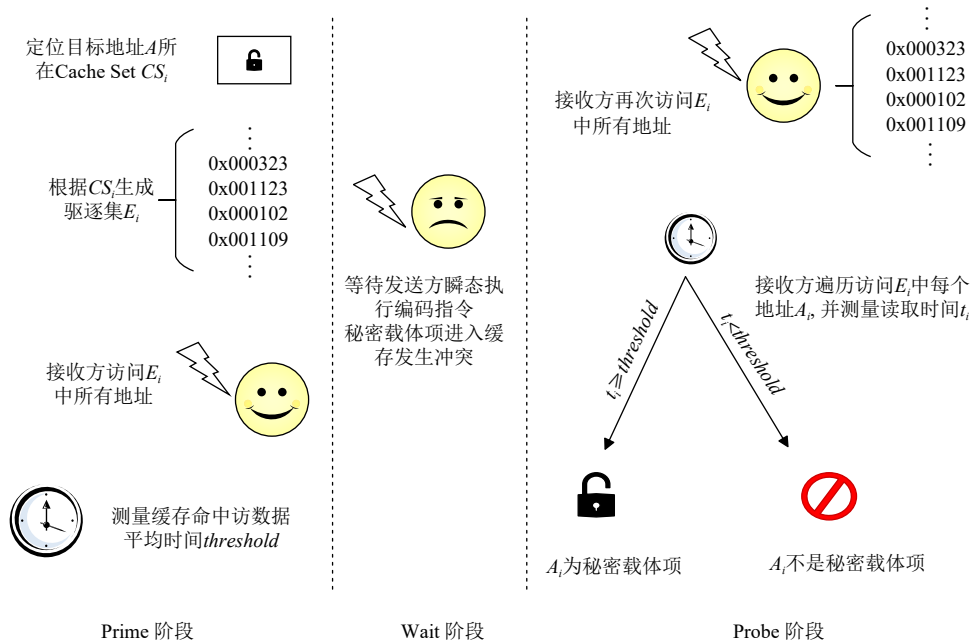 定位目标地址A所
在Cache Set CSᵢ
⋮
0x000323
0x001123
0x000102
0x001109
⋮
根据CSᵢ生成
驱逐集Eᵢ
接收方访问Eᵢ
中所有地址
测量缓存命中访数据
平均时间threshold
Prime 阶段
等待发送方瞬态执
行编码指令
秘密载体项进入缓
存发生冲突
Wait 阶段
接收方再次访问Eᵢ
中所有地址
⋮
0x000323
0x001123
0x000102
0x001109
⋮
接收方遍历访问Eᵢ中每个
地址Aᵢ, 并测量读取时间tᵢ
tᵢ⩾threshold
tᵢ<threshold
Aᵢ为秘密载体项
Aᵢ不是秘密载体项
Probe 阶段